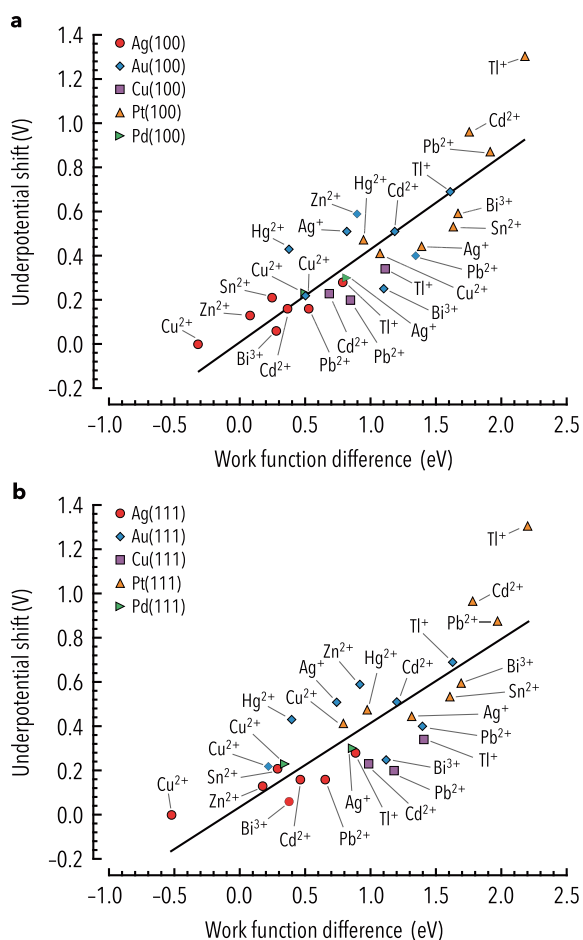 a
1.4
1.2
1.0
0.8
0.6
0.4
0.2
0.0
−0.2
Underpotential shift (V)
Ag(100)
Au(100)
Cu(100)
Pt(100)
Pd(100)
Tl⁺
Cd²⁺
Pb²⁺
Tl⁺
Hg²⁺
Cd²⁺
Zn²⁺
Ag⁺
Bi³⁺
Sn²⁺
Hg²⁺
Ag⁺
Cu²⁺
Cu²⁺
Pb²⁺
Sn²⁺
Tl⁺
Cu²⁺
Zn²⁺
Bi³⁺
Cu²⁺
Tl⁺
Ag⁺
Bi³⁺
Cd²⁺
Pb²⁺
Cd²⁺
Pb²⁺
−1.0
−0.5
0.0
0.5
1.0
1.5
2.0
2.5
Work function difference (eV)
b
1.4
1.2
1.0
0.8
0.6
0.4
0.2
0.0
−0.2
Underpotential shift (V)
Ag(111)
Au(111)
Cu(111)
Pt(111)
Pd(111)
Tl⁺
Cd²⁺
Pb²⁺
Tl⁺
Zn²⁺
Hg²⁺
Cd²⁺
Ag⁺
Bi³⁺
Sn²⁺
Hg²⁺
Cu²⁺
Ag⁺
Cu²⁺
Pb²⁺
Cu²⁺
Tl⁺
Sn²⁺
Bi³⁺
Cu²⁺
Zn²⁺
Pb²⁺
Ag⁺
Cd²⁺
Bi³⁺
Tl⁺
Cd²⁺
Pb²⁺
−1.0
−0.5
0.0
0.5
1.0
1.5
2.0
2.5
Work function difference (eV)